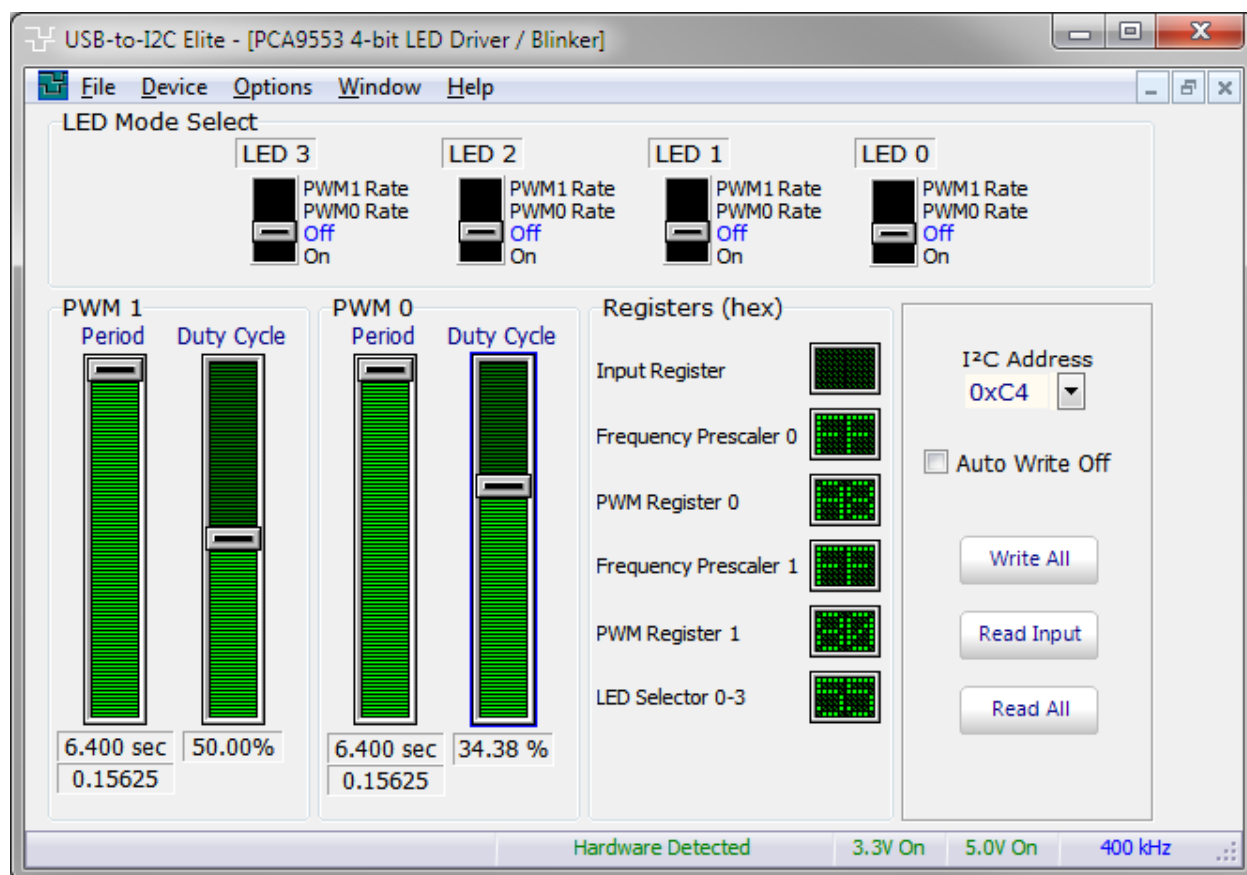 USB-to-I2C Elite - [PCA9553 4-bit LED Driver / Blinker]
File Device Options Window Help
LED Mode Select
LED 3
PWM1 Rate
PWM0 Rate
Off
On
LED 2
PWM1 Rate
PWM0 Rate
Off
On
LED 1
PWM1 Rate
PWM0 Rate
Off
On
LED 0
PWM1 Rate
PWM0 Rate
Off
On
PWM 1
Period Duty Cycle
6.400 sec 50.00%
0.15625
PWM 0
Period Duty Cycle
6.400 sec 34.38 %
0.15625
Registers (hex)
Input Register
Frequency Prescaler 0
PWM Register 0
Frequency Prescaler 1
PWM Register 1
LED Selector 0-3
I²C Address
0xC4
Auto Write Off
Write All
Read Input
Read All
Hardware Detected 3.3V On 5.0V On 400 kHz